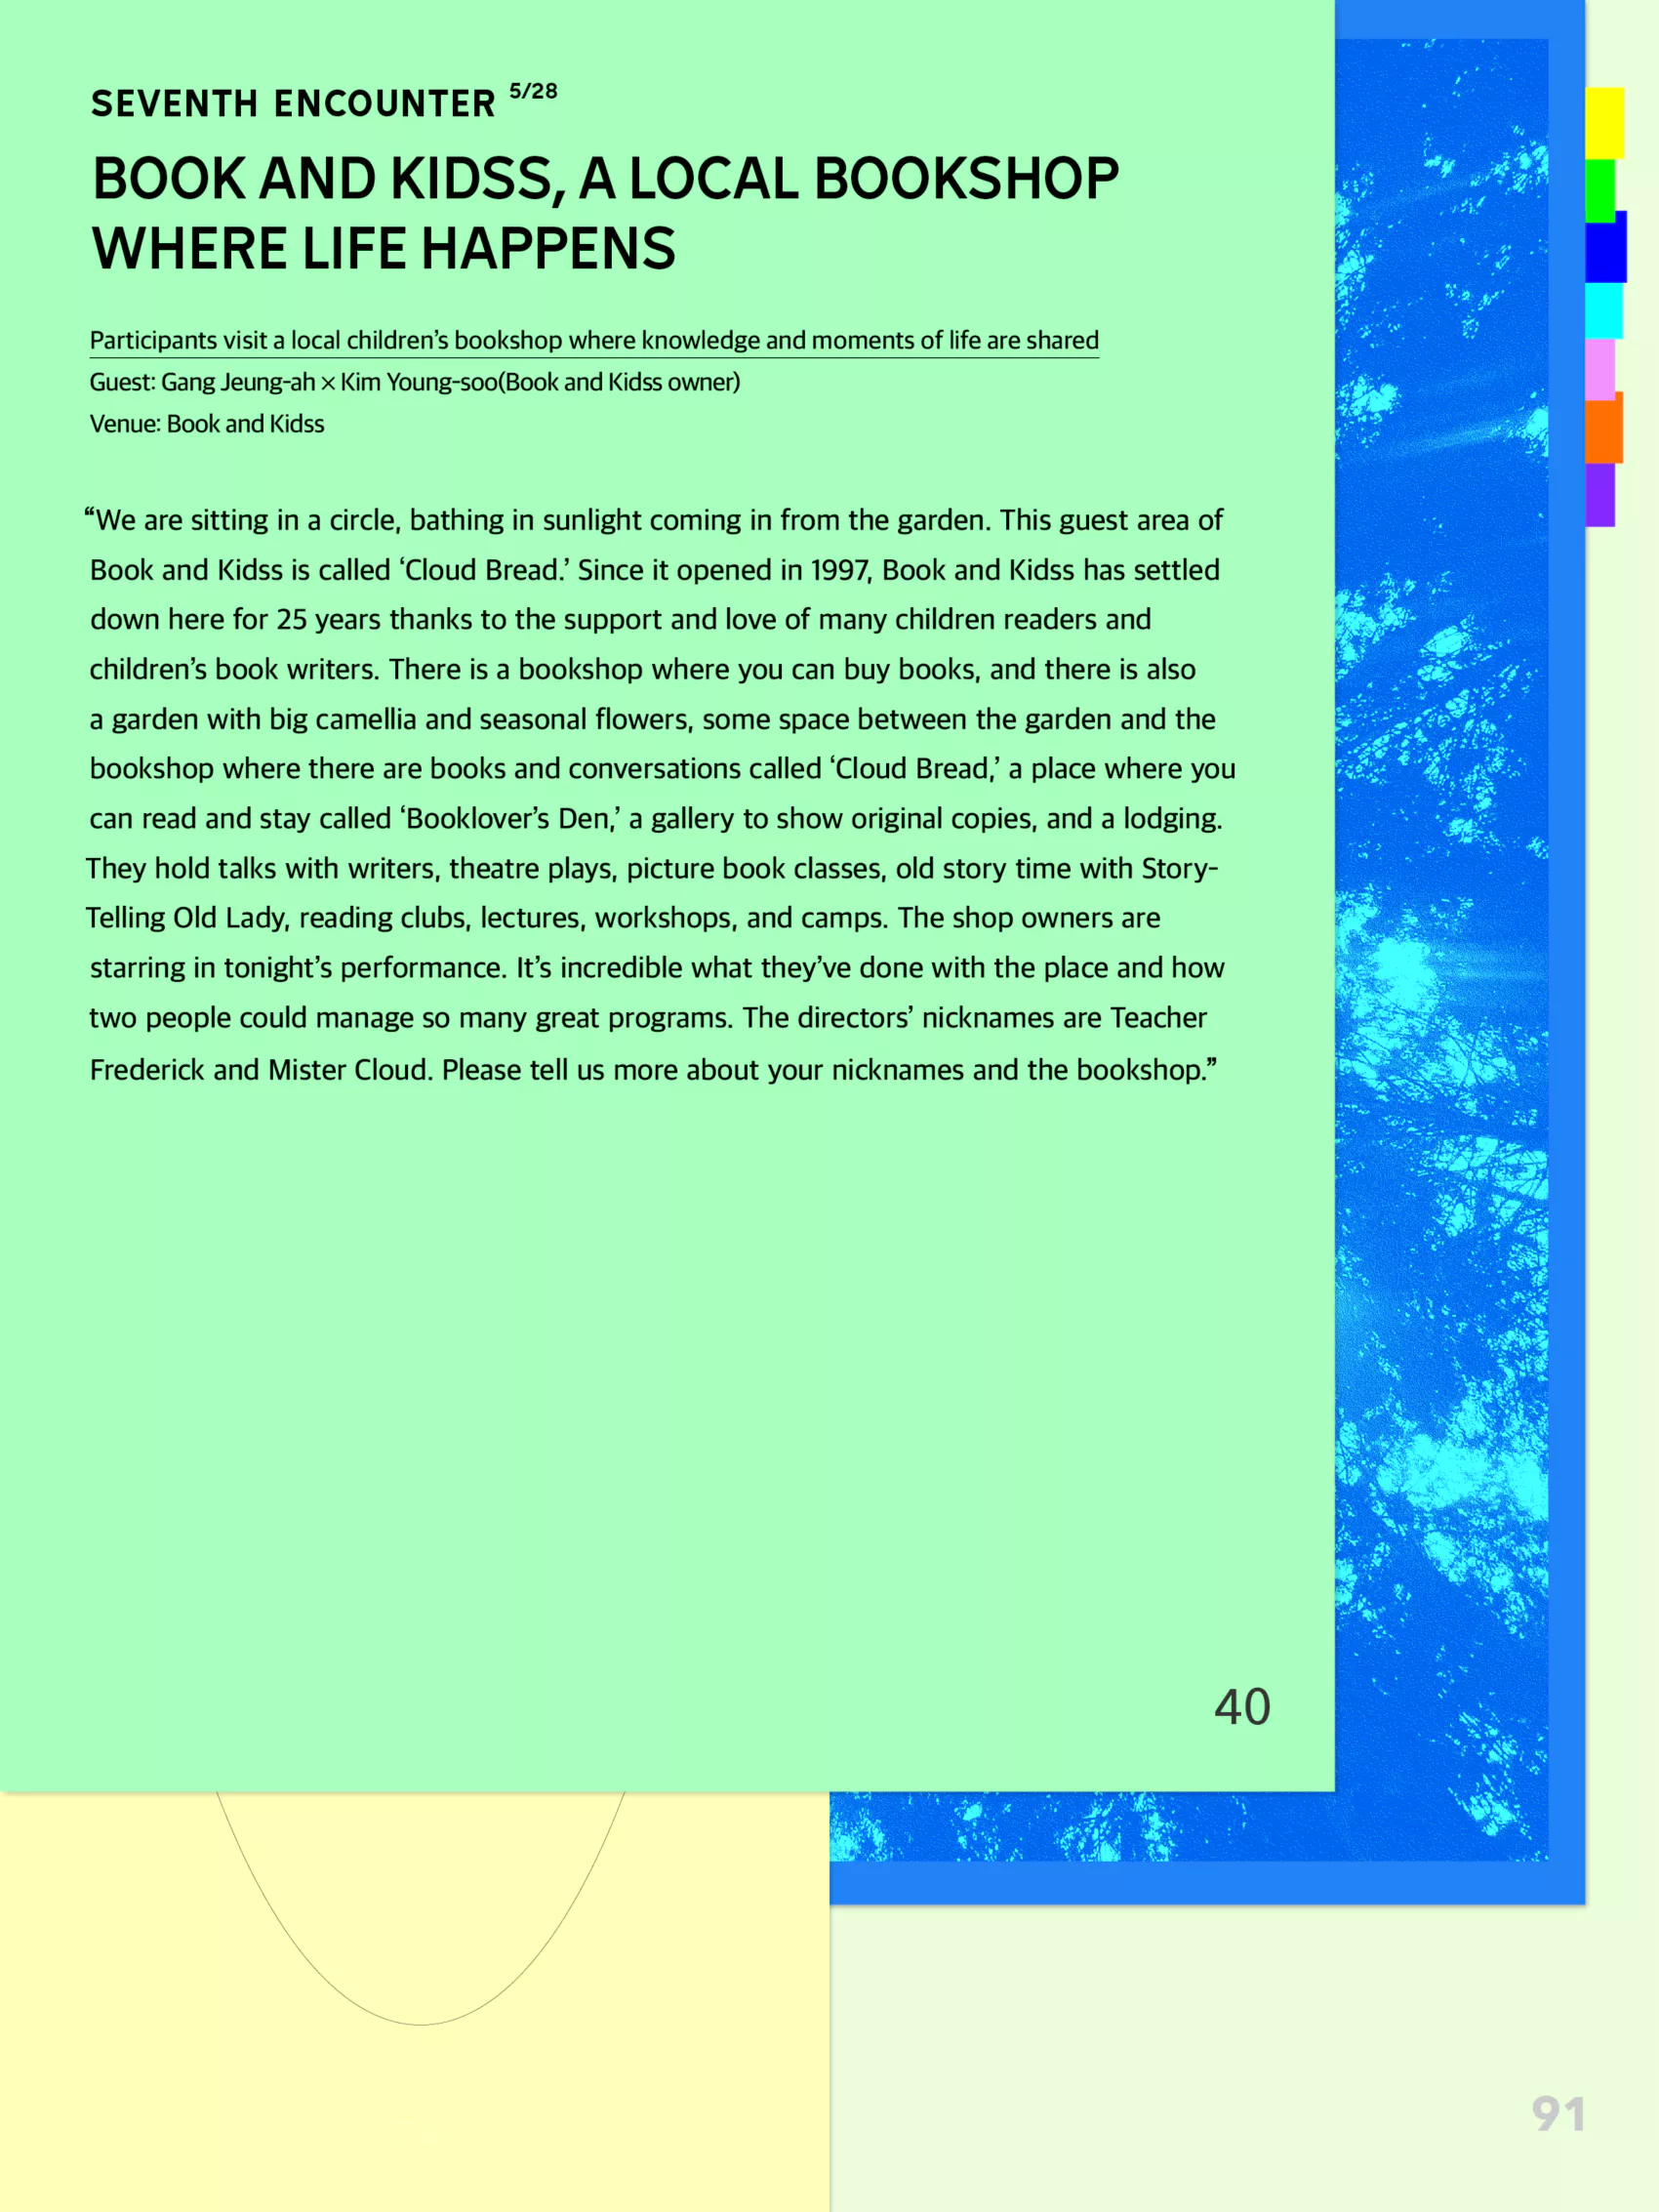 SEVENTH ENCOUNTER 5/28
BOOK AND KIDSS, A LOCAL BOOKSHOP
WHERE LIFE HAPPENS
Participants visit a local children’s bookshop where knowledge and moments of life are shared
Guest: Gang Jeung-ah × Kim Young-soo(Book and Kidss owner)
Venue: Book and Kidss
“We are sitting in a circle, bathing in sunlight coming in from the garden. This guest area of
Book and Kidss is called ‘Cloud Bread.’ Since it opened in 1997, Book and Kidss has settled
down here for 25 years thanks to the support and love of many children readers and
children’s book writers. There is a bookshop where you can buy books, and there is also
a garden with big camellia and seasonal flowers, some space between the garden and the
bookshop where there are books and conversations called ‘Cloud Bread,’ a place where you
can read and stay called ‘Booklover’s Den,’ a gallery to show original copies, and a lodging.
They hold talks with writers, theatre plays, picture book classes, old story time with Story-
Telling Old Lady, reading clubs, lectures, workshops, and camps. The shop owners are
starring in tonight’s performance. It’s incredible what they’ve done with the place and how
two people could manage so many great programs. The directors’ nicknames are Teacher
Frederick and Mister Cloud. Please tell us more about your nicknames and the bookshop.”
40
91